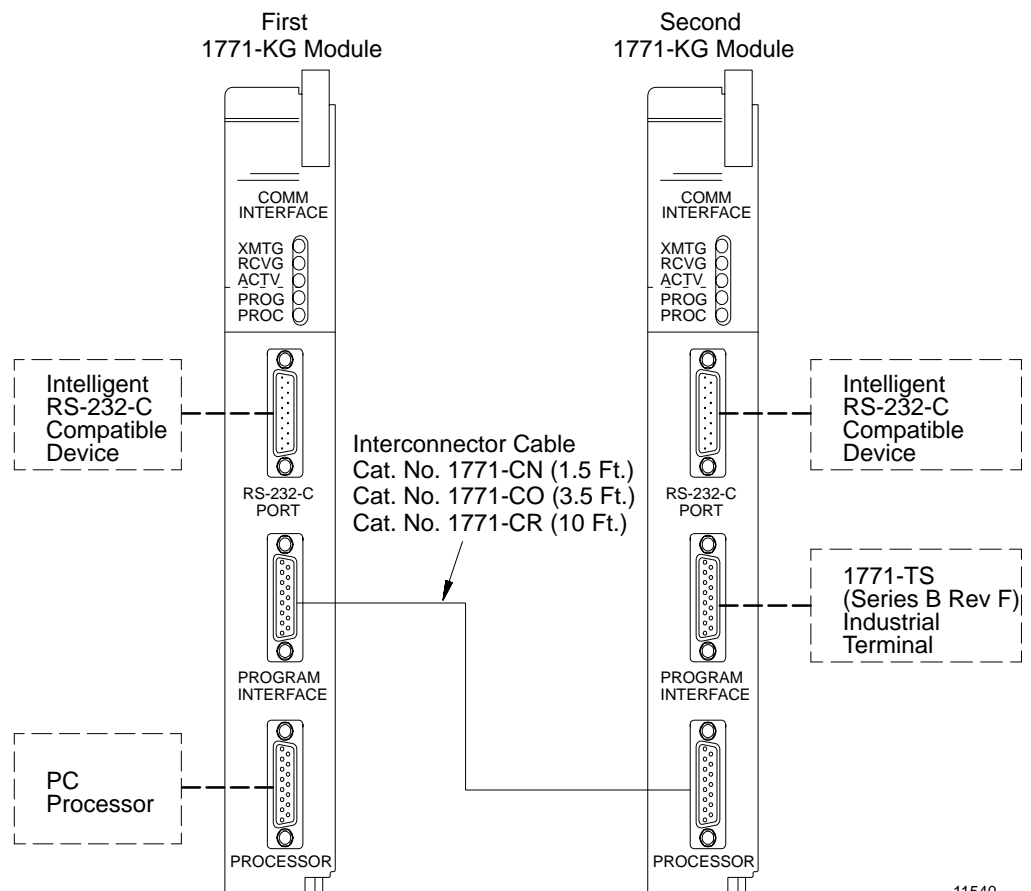 First
1771-KG Module
Second
1771-KG Module
COMM
INTERFACE
XMTG
RCVG
ACTV
PROG
PROC
COMM
INTERFACE
XMTG
RCVG
ACTV
PROG
PROC
Intelligent
RS-232-C
Compatible
Device
RS-232-C
PORT
Interconnector Cable
Cat. No. 1771-CN (1.5 Ft.)
Cat. No. 1771-CO (3.5 Ft.)
Cat. No. 1771-CR (10 Ft.)
RS-232-C
PORT
Intelligent
RS-232-C
Compatible
Device
PROGRAM
INTERFACE
PROGRAM
INTERFACE
1771-TS
(Series B Rev F)
Industrial
Terminal
PC
Processor
PROCESSOR
PROCESSOR
11540